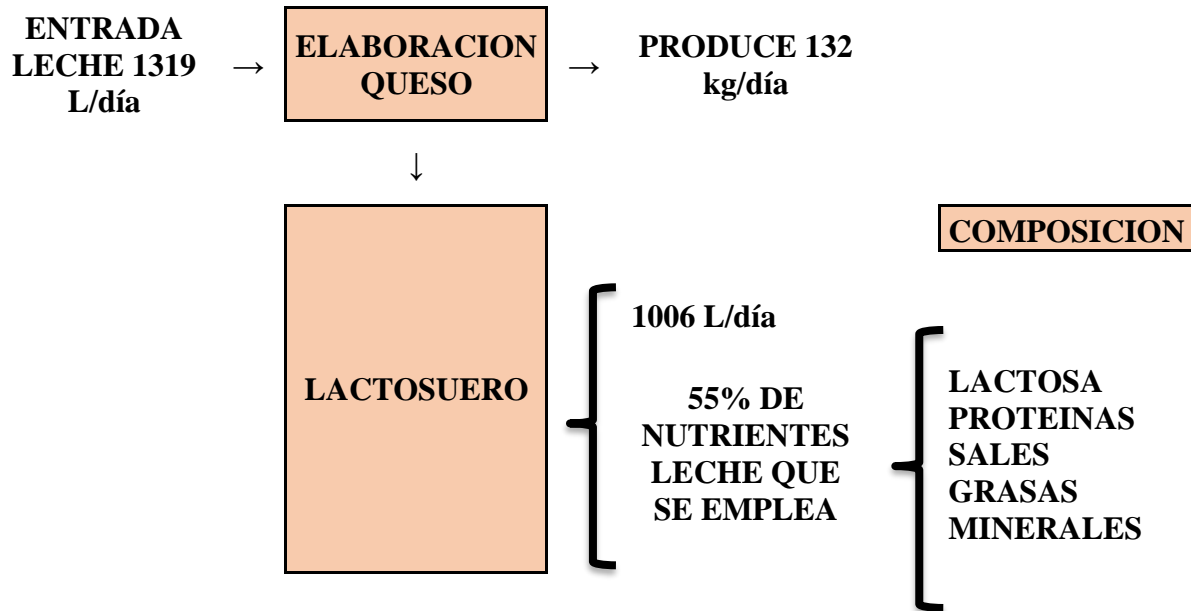 ENTRADA
LECHE 1319
L/día
→
ELABORACION
QUESO
→
PRODUCE 132
kg/día
↓
LACTOSUERO
1006 L/día
55% DE
NUTRIENTES
LECHE QUE
SE EMPLEA
COMPOSICION
LACTOSA
PROTEINAS
SALES
GRASAS
MINERALES